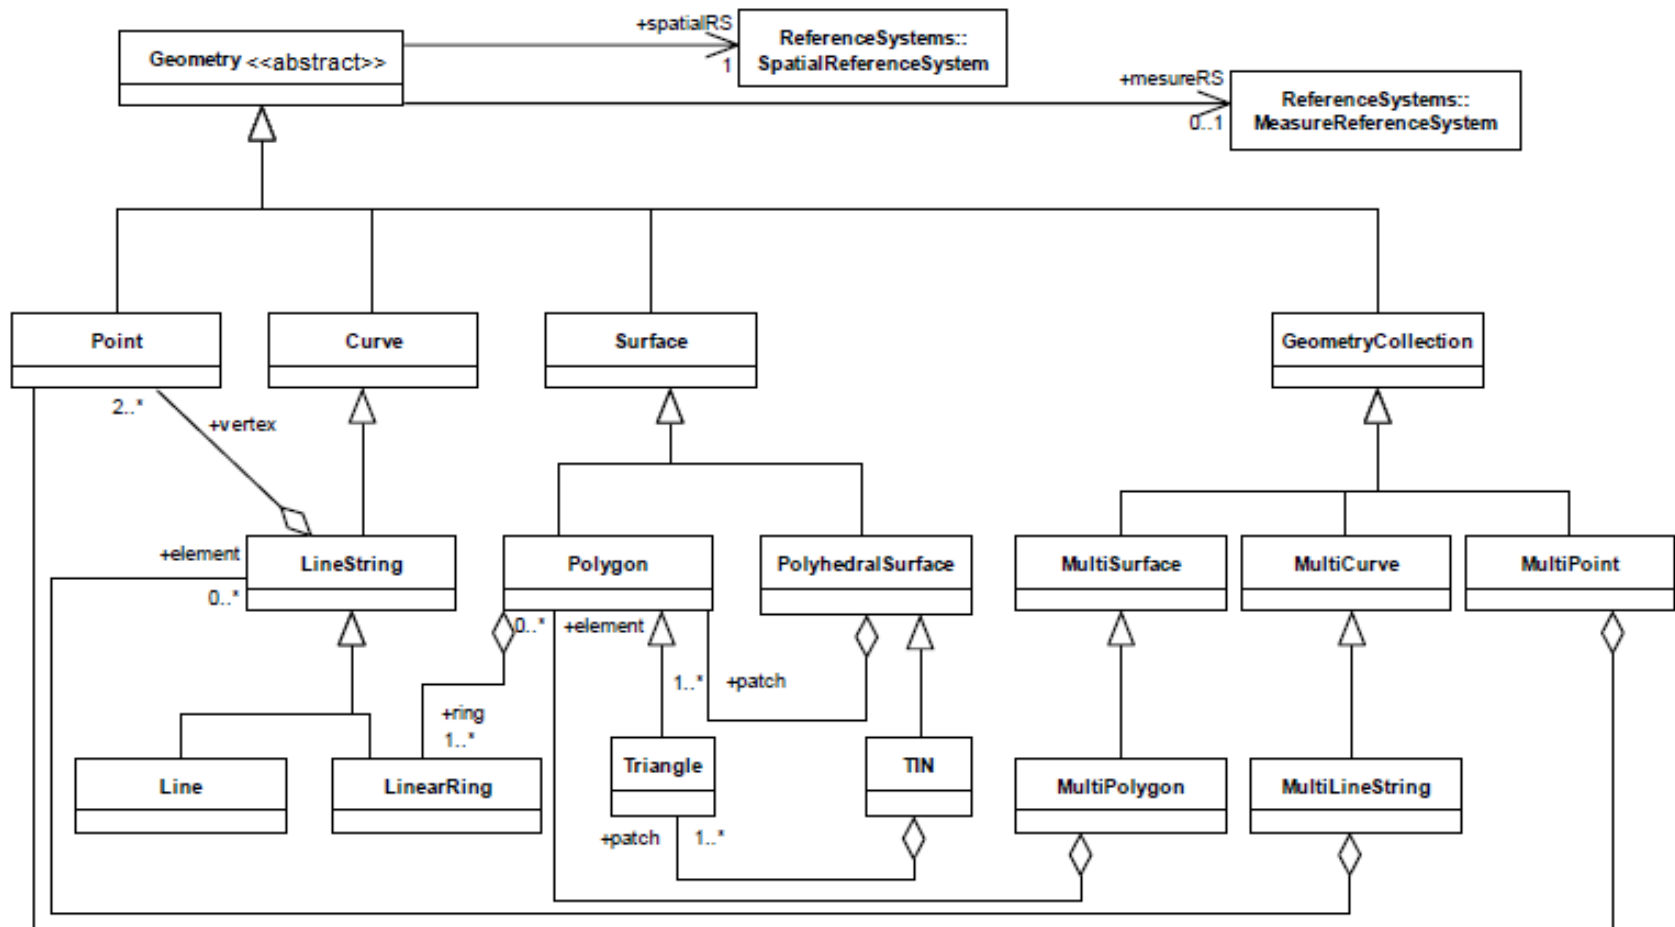 +spatialRS
ReferenceSystems::
Geometry <<abstract>>
1
SpatialReferenceSystem
+mesureRS
ReferenceSystems::
0..1
MeasureReferenceSystem
Point
Curve
Surface
GeometryCollection
2..*
+vertex
+element
LineString
Polygon
PolyhedralSurface
MultiSurface
MultiCurve
MultiPoint
0..*
0..*
+element
1..*
+patch
+ring
1..*
Triangle
TIN
Line
LinearRing
MultiPolygon
MultiLineString
+patch
1..*